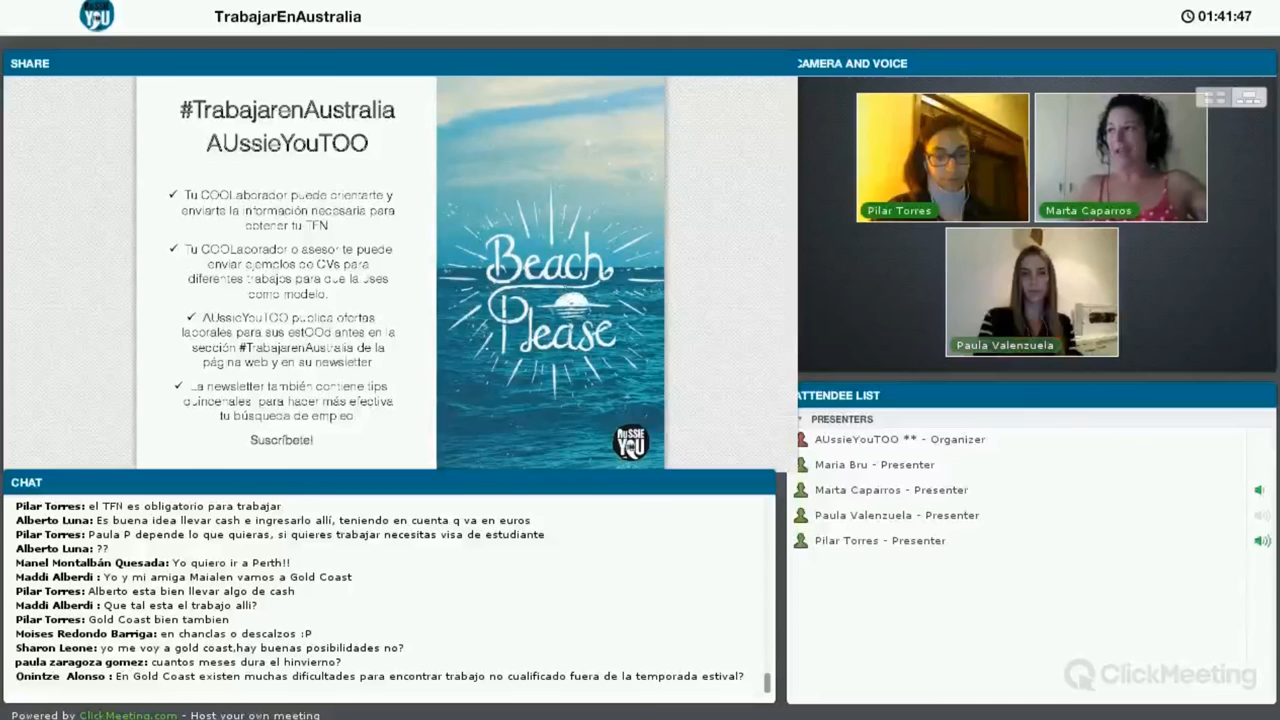 AUSSIE
YOU
TrabajarEnAustralia
01:41:47
SHARE
#TrabajarenAustralia
AUssieYouTOO
✓ Tu COOLaborador puede orientarte y
enviarte la información necesaria para
obtener tu TFN
✓ Tu COOLaborador o asesor te puede
enviar ejemplos de CVs para
diferentes trabajos para que la uses
como modelo.
✓ AUssieYouTOO publica ofertas
laborales para sus estOOdiantes en la
sección #TrabajarenAustralia de la
página web y en su newsletter
✓ La newsletter también contiene tips
quincenales para hacer más efectiva
tu búsqueda de empleo
Suscríbete!
Beach
Please
AUSSIE
YOU
CAMERA AND VOICE
Pilar Torres
Marta Caparros
Paula Valenzuela
ATTENDEE LIST
PRESENTERS
AUssieYouTOO ** - Organizer
Maria Bru - Presenter
Marta Caparros - Presenter
Paula Valenzuela - Presenter
Pilar Torres - Presenter
ClickMeeting
CHAT
Pilar Torres: el TFN es obligatorio para trabajar
Alberto Luna: Es buena idea llevar cash e ingresarlo allí, teniendo en cuenta q va en euros
Pilar Torres: Paula P depende lo que quieras, si quieres trabajar necesitas visa de estudiante
Alberto Luna: ??
Manel Montalbán Quesada: Yo quiero ir a Perth!!
Maddi Alberdi : Yo y mi amiga Maialen vamos a Gold Coast
Pilar Torres: Alberto esta bien llevar algo de cash
Maddi Alberdi : Que tal esta el trabajo alli?
Pilar Torres: Gold Coast bien tambien
Moises Redondo Barriga: en chanclas o descalzos :P
Sharon Leone: yo me voy a gold coast,hay buenas posibilidades no?
paula zaragoza gomez: cuantos meses dura el hinvierno?
Onintze Alonso : En Gold Coast existen muchas dificultades para encontrar trabajo no cualificado fuera de la temporada estival?
Powered by ClickMeeting.com - Host your own meeting